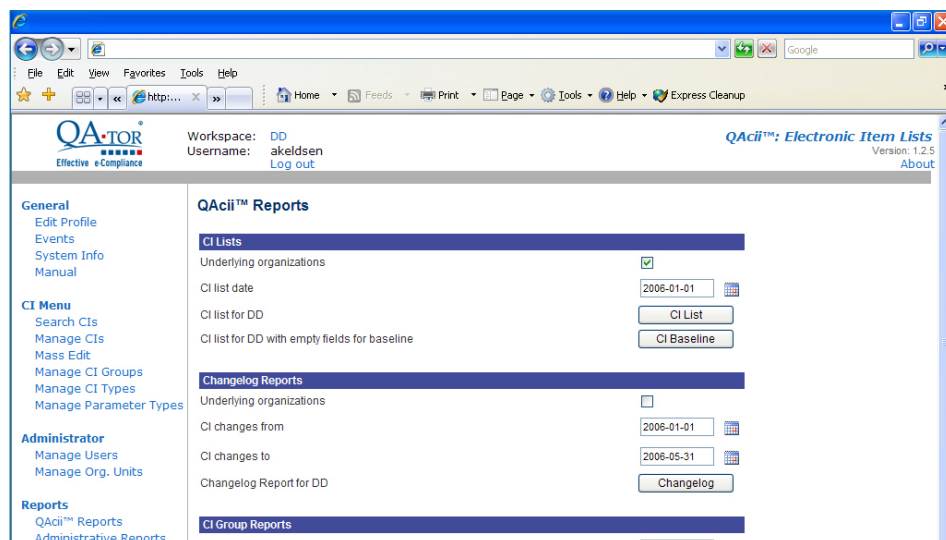 Google
File Edit View Favorites Tools Help
http:... Home Feeds Print Page Tools Help Express Cleanup
QA•TOR
Effective e-Compliance
Workspace: DD
Username: akeldsen
Log out
QAcii™: Electronic Item Lists
Version: 1.2.5
About
General
Edit Profile
Events
System Info
Manual
CI Menu
Search CIs
Manage CIs
Mass Edit
Manage CI Groups
Manage CI Types
Manage Parameter Types
Administrator
Manage Users
Manage Org. Units
Reports
QAcii™ Reports
Administrative Reports
QAcii™ Reports
CI Lists
Underlying organizations
CI list date 2006-01-01
CI list for DD CI List
CI list for DD with empty fields for baseline CI Baseline
Changelog Reports
Underlying organizations
CI changes from 2006-01-01
CI changes to 2006-05-31
Changelog Report for DD Changelog
CI Group Reports